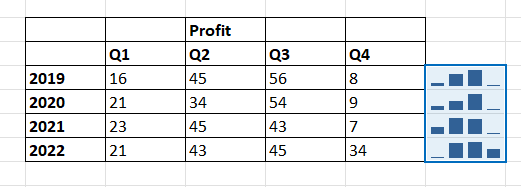 Profit
Q1 Q2 Q3 Q4
2019 16 45 56 8
2020 21 34 54 9
2021 23 45 43 7
2022 21 43 45 34